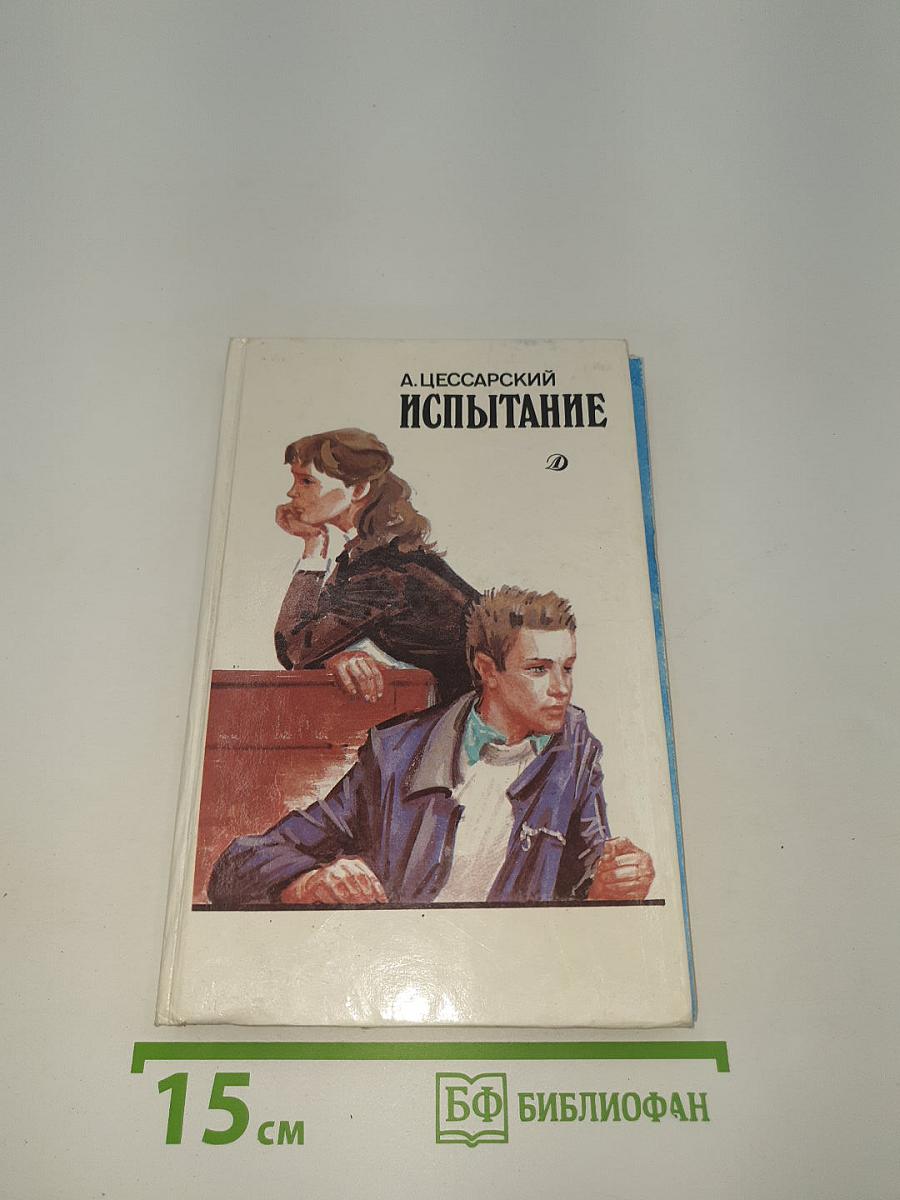 А.ЦЕССАРСКИЙ
ИСПЫТАНИЕ
Д
15 см
БФ БИБЛИОФАН